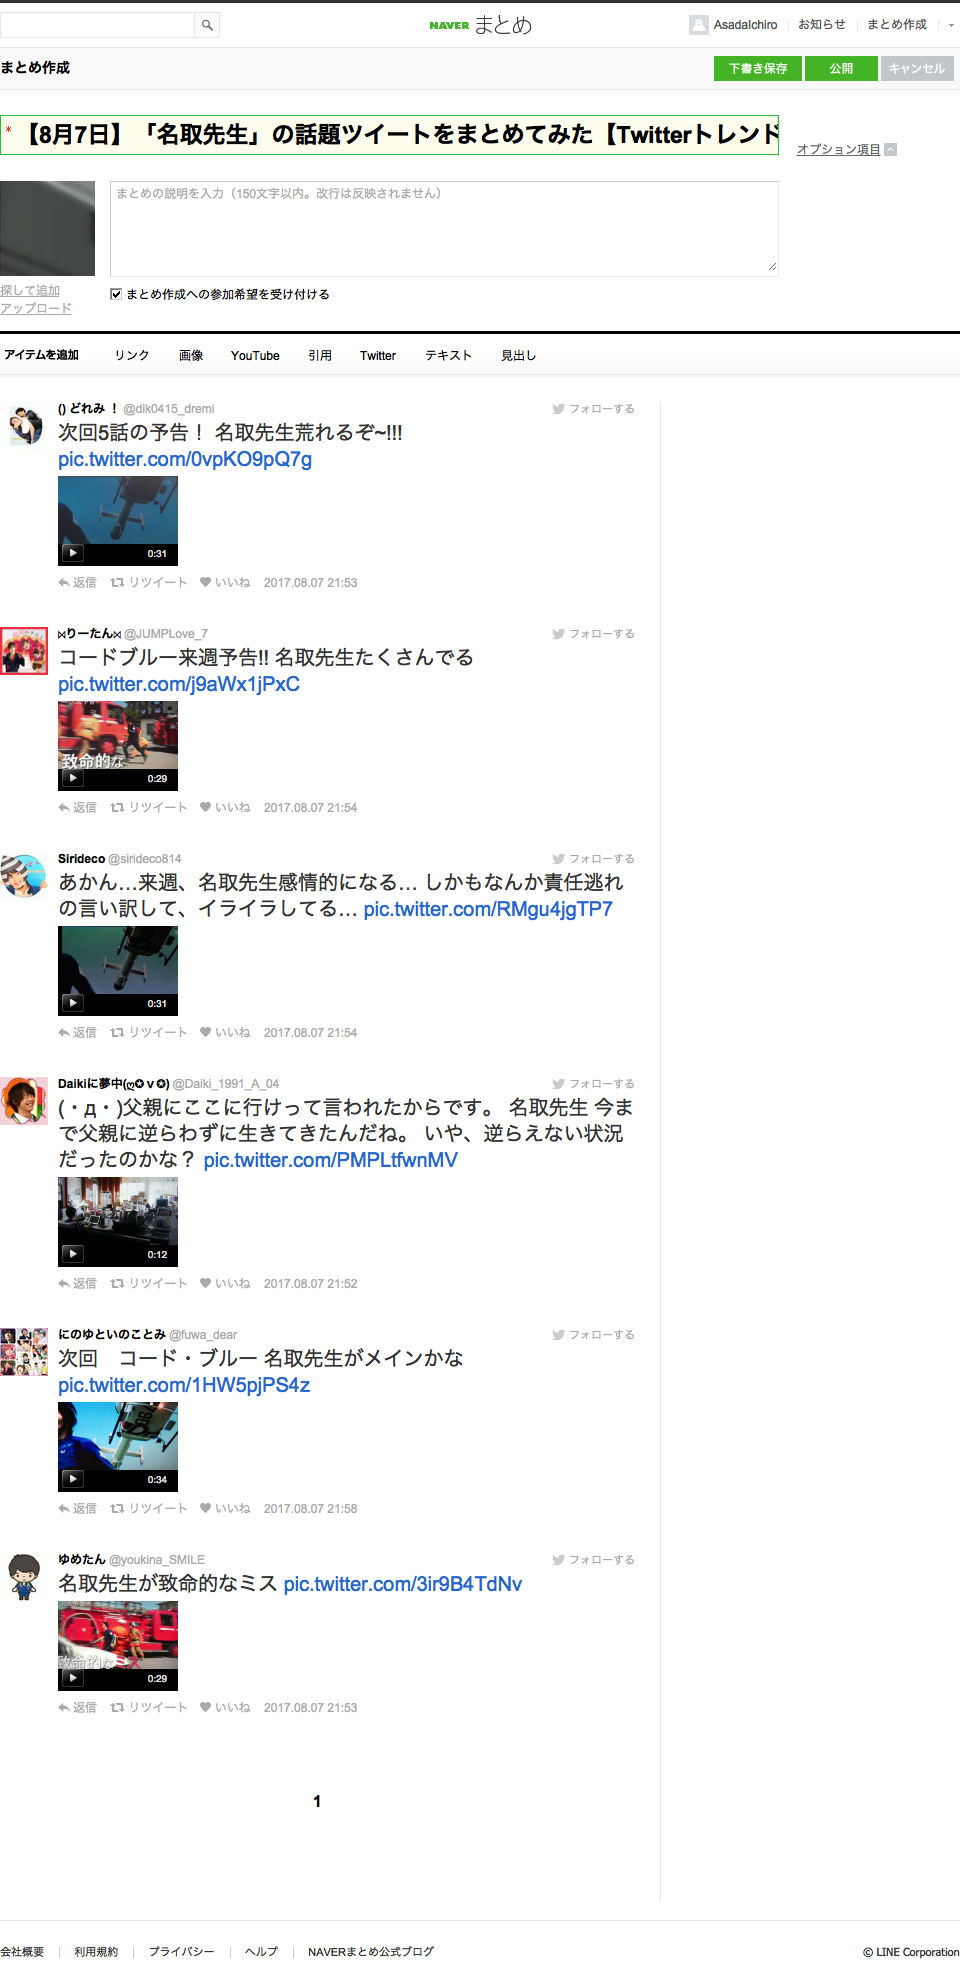 NAVER まとめ
AsadaIchiro お知らせ まとめ作成
まとめ作成
下書き保存 公開 キャンセル
* 【8月7日】「名取先生」の話題ツイートをまとめてみた【Twitterトレンド
オプション項目
まとめの説明を入力（150文字以内。改行は反映されません）
探して追加
アップロード
まとめ作成への参加希望を受け付ける
アイテムを追加 リンク 画像 YouTube 引用 Twitter テキスト 見出し
() どれみ ！ @dik0415_dremi フォローする
次回5話の予告！ 名取先生荒れるぞ~!!!
pic.twitter.com/0vpKO9pQ7g
0:31
返信 リツイート いいね 2017.08.07 21:53
⋈りーたん⋈ @JUMPLove_7 フォローする
コードブルー来週予告!! 名取先生たくさんでる
pic.twitter.com/j9aWx1jPxC
致命的な
0:29
返信 リツイート いいね 2017.08.07 21:54
Sirideco @sirideco814 フォローする
あかん…来週、名取先生感情的になる… しかもなんか責任逃れ
の言い訳して、イライラしてる… pic.twitter.com/RMgu4jgTP7
0:31
返信 リツイート いいね 2017.08.07 21:54
Daikiに夢中(ღ✪ｖ✪) @Daiki_1991_A_04 フォローする
(・д・)父親にここに行けって言われたからです。 名取先生 今ま
で父親に逆らわずに生きてきたんだね。 いや、逆らえない状況
だったのかな？ pic.twitter.com/PMPLtfwnMV
0:12
返信 リツイート いいね 2017.08.07 21:52
にのゆといのことみ @fuwa_dear フォローする
次回　コード・ブルー 名取先生がメインかな
pic.twitter.com/1HW5pjPS4z
0:34
返信 リツイート いいね 2017.08.07 21:58
ゆめたん @youkina_SMILE フォローする
名取先生が致命的なミス pic.twitter.com/3ir9B4TdNv
致命的なミス
0:29
返信 リツイート いいね 2017.08.07 21:53
1
会社概要 利用規約 プライバシー ヘルプ NAVERまとめ公式ブログ
© LINE Corporation